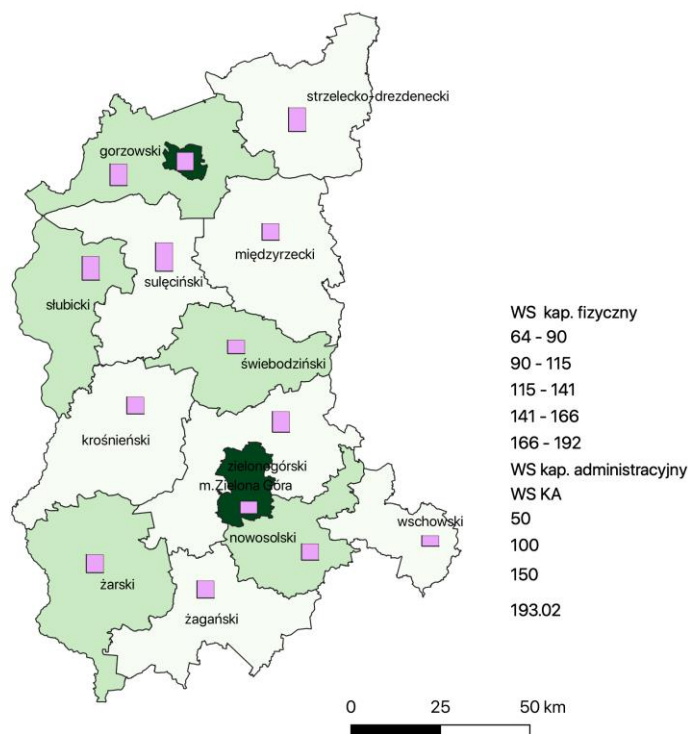 strzelecko-drezdenecki
gorzowski
międzyrzecki
sulęciński
słubicki
świebodziński
krośnieński
zielonogórski
m.Zielona Góra
wschowski
nowosolski
żarski
żagański
WS kap. fizyczny
64 - 90
90 - 115
115 - 141
141 - 166
166 - 192
WS kap. administracyjny
WS KA
50
100
150
193.02
0 25 50 km